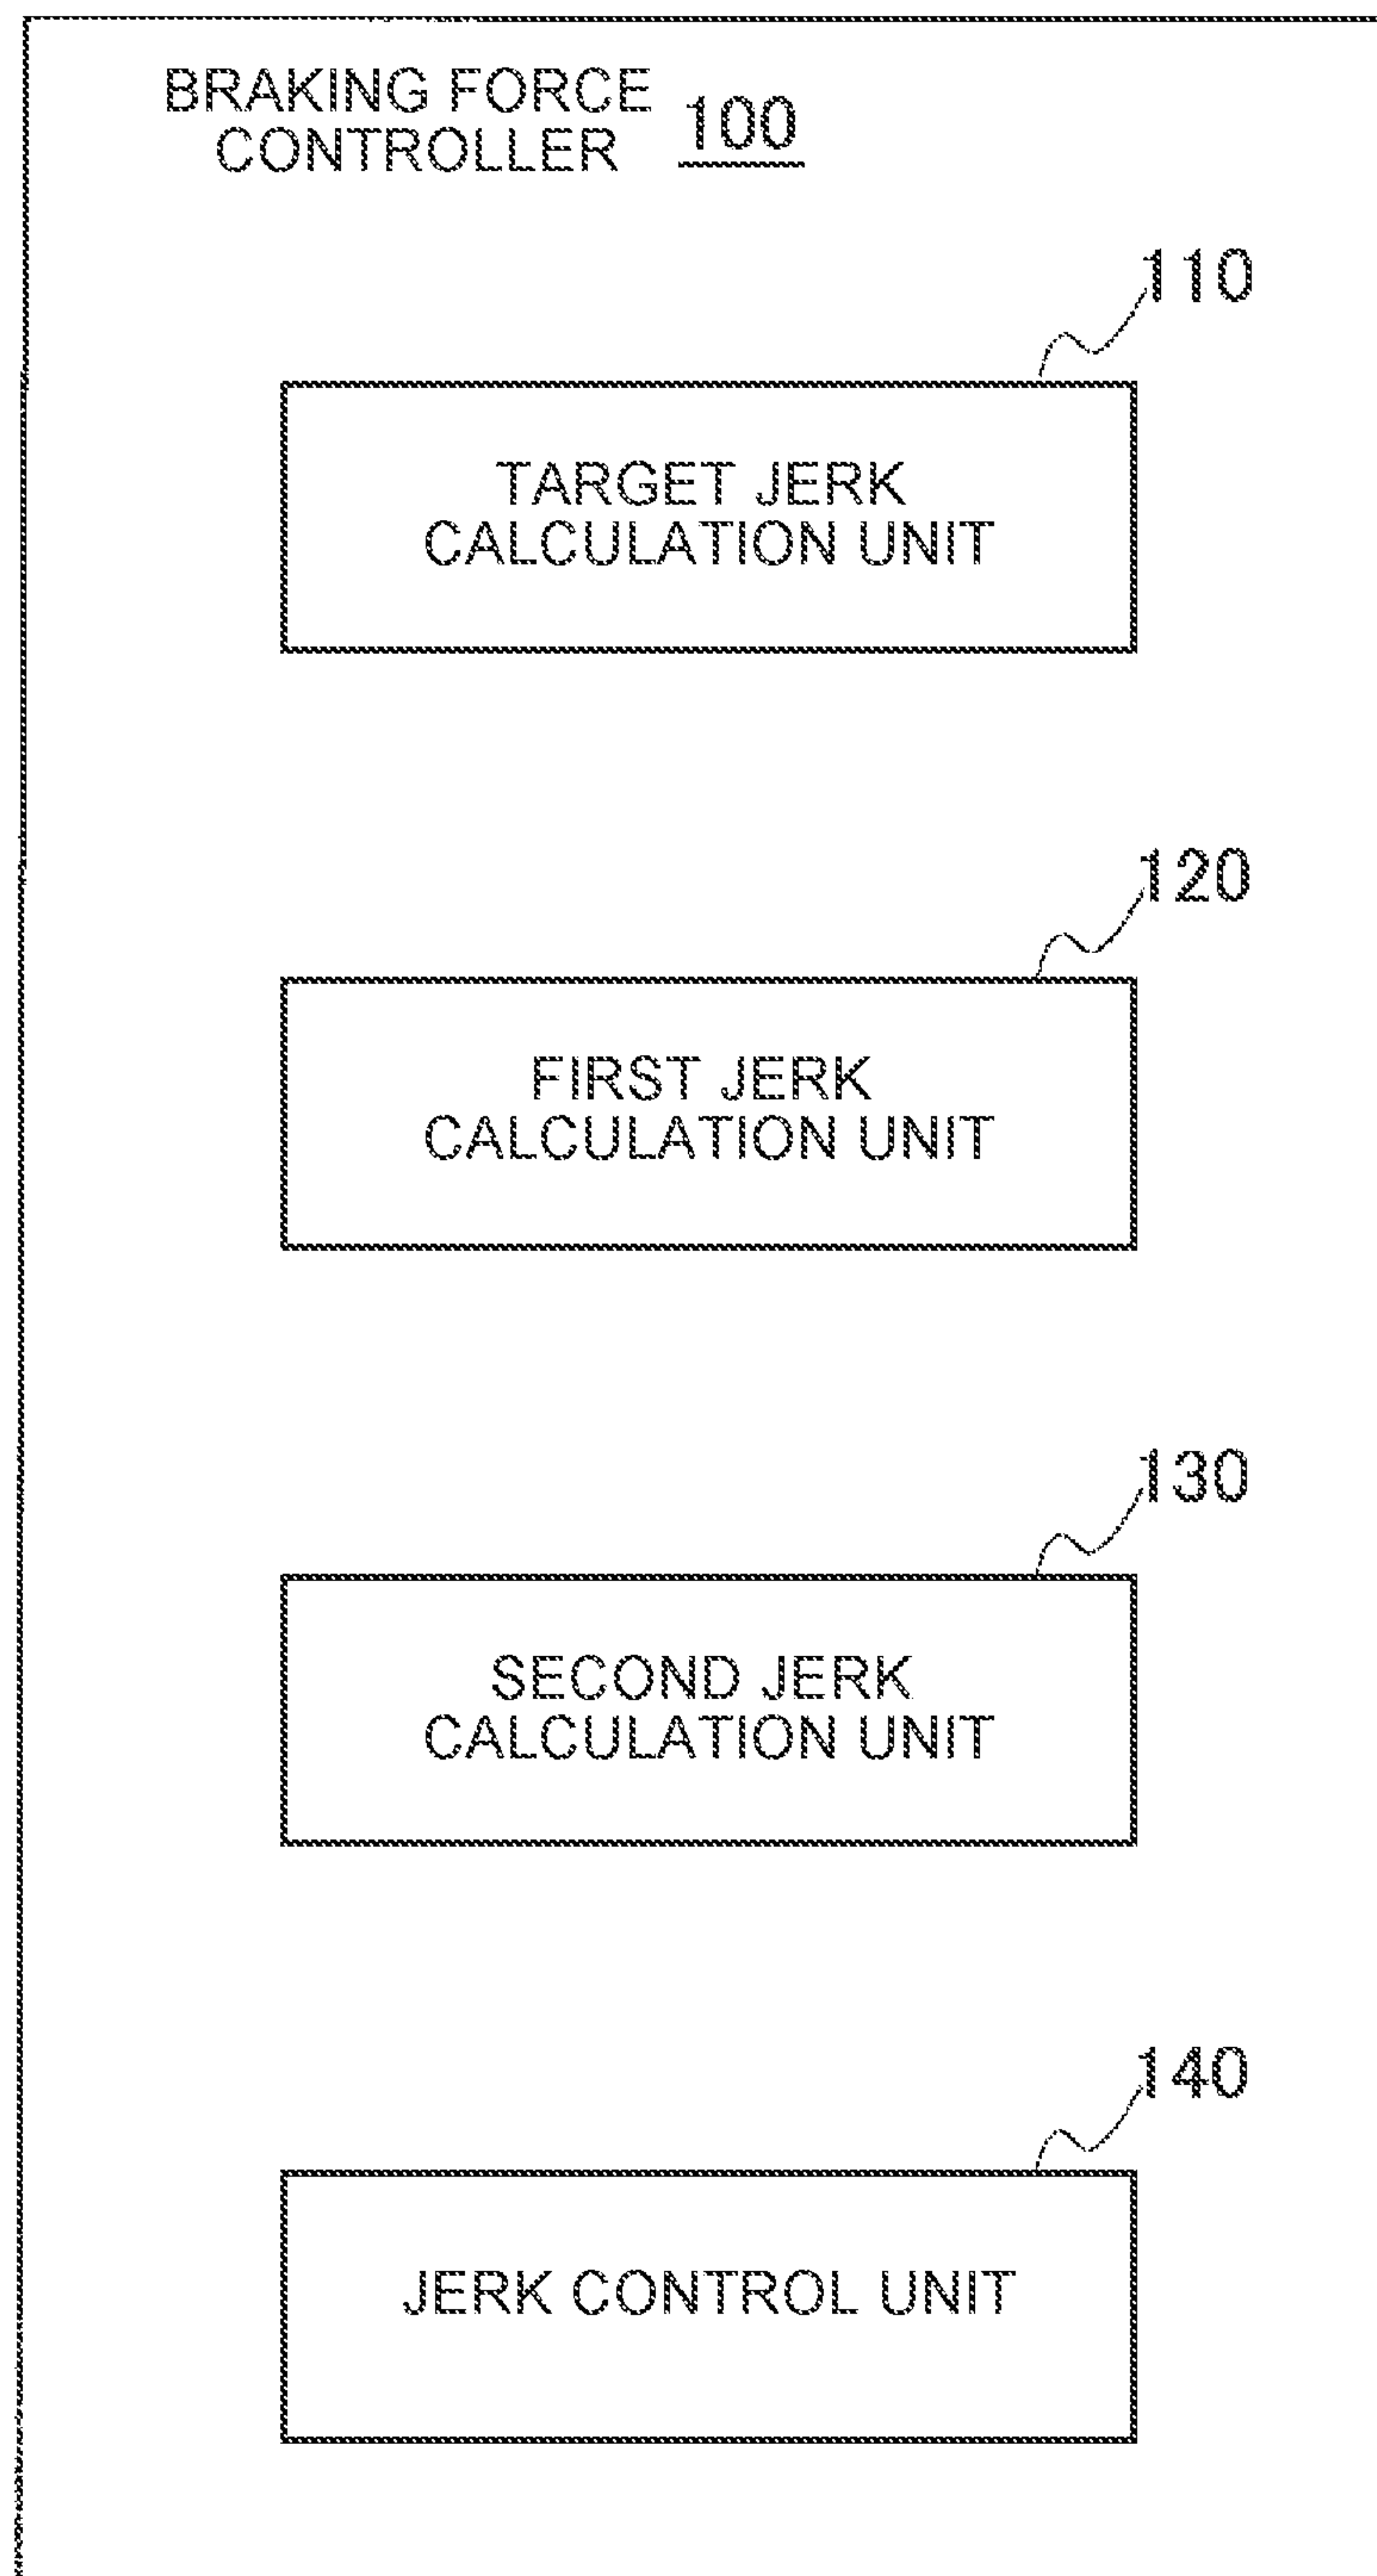 BRAKING FORCE
CONTROLLER 100
110
TARGET JERK
CALCULATION UNIT
120
FIRST JERK
CALCULATION UNIT
130
SECOND JERK
CALCULATION UNIT
140
JERK CONTROL UNIT